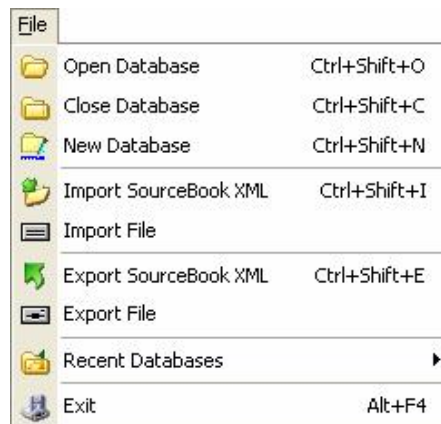 File
Open Database Ctrl+Shift+O
Close Database Ctrl+Shift+C
New Database Ctrl+Shift+N
Import SourceBook XML Ctrl+Shift+I
Import File
Export SourceBook XML Ctrl+Shift+E
Export File
Recent Databases
Exit Alt+F4